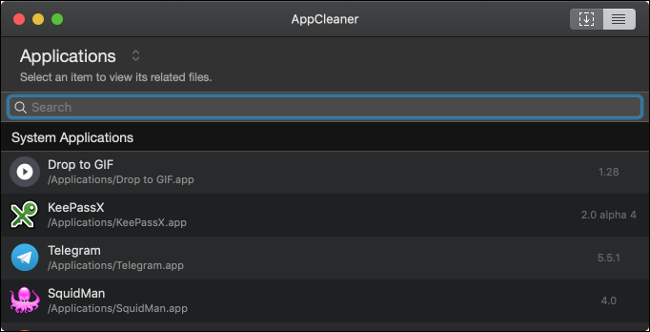 AppCleaner
Applications
Select an item to view its related files.
Search
System Applications
Drop to GIF
/Applications/Drop to GIF.app
1.28
KeePassX
/Applications/KeePassX.app
2.0 alpha 4
Telegram
/Applications/Telegram.app
5.5.1
SquidMan
/Applications/SquidMan.app
4.0